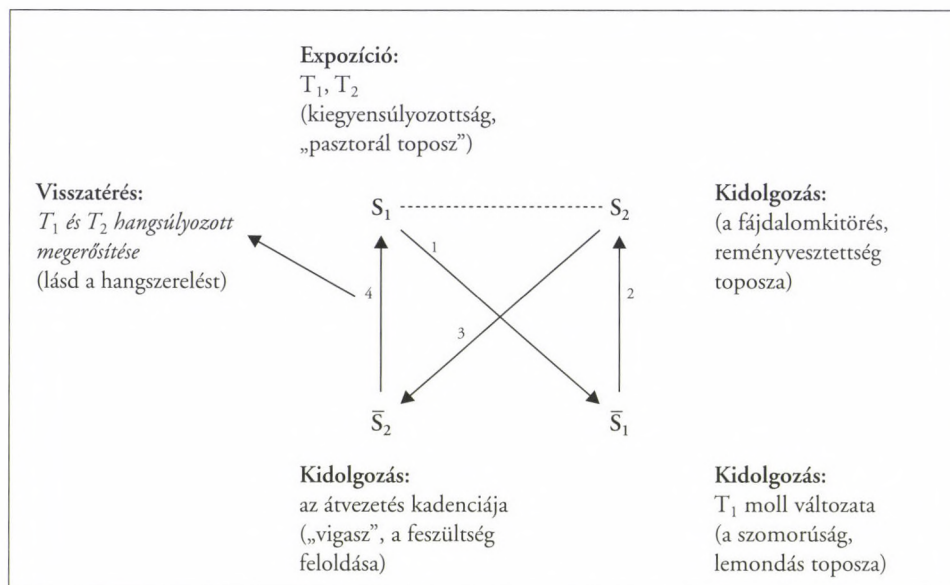 Expozíció:
T₁, T₂
(kiegyensúlyozottság,
„pasztorál toposz”)
Visszatérés:
T₁ és T₂ hangsúlyozott
megerősítése
(lásd a hangszerelést)
S₁
S₂
Kidolgozás:
(a fájdalomkitörés,
reményvesztettség
toposza)
1
4
2
3
S̅₂
S̅₁
Kidolgozás:
az átvezetés kadenciája
(„vigasz”, a feszültség
feloldása)
Kidolgozás:
T₁ moll változata
(a szomorúság,
lemondás toposza)